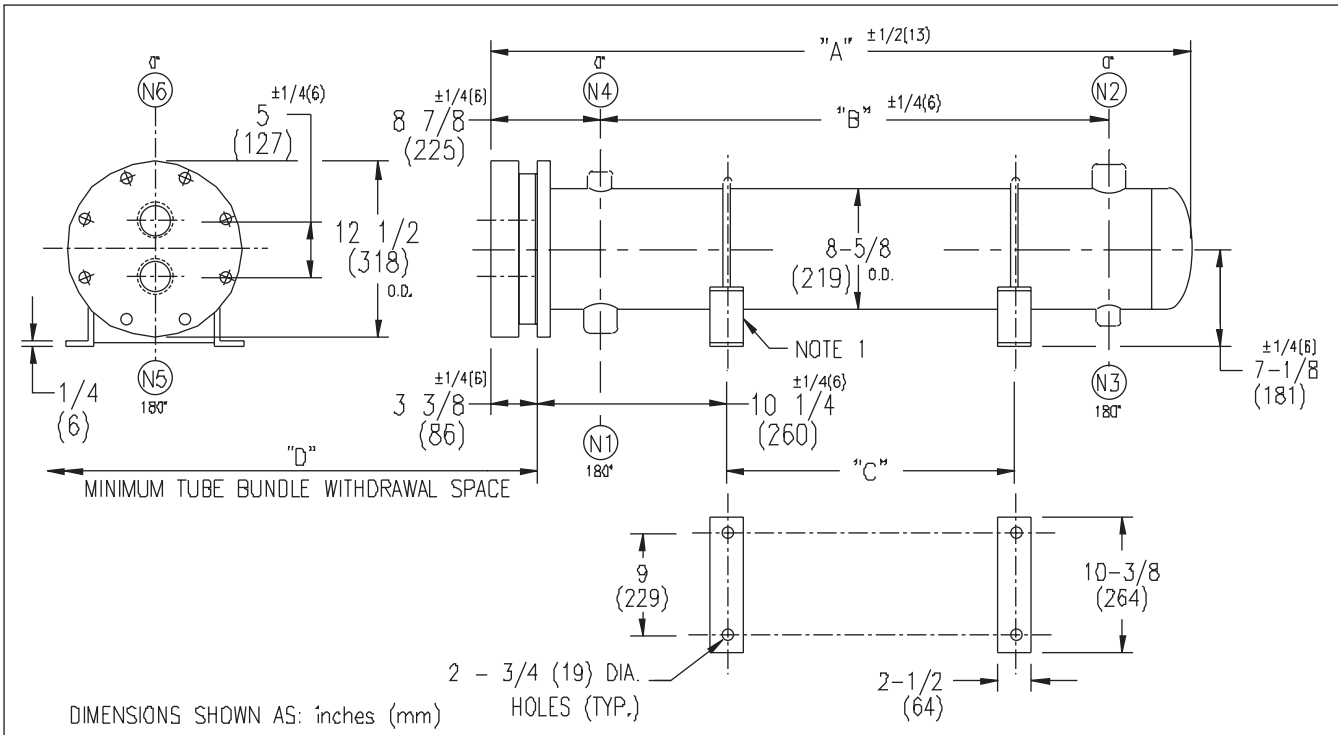 "A" ±1/2(13)
0°
N6
±1/4(6)
5
(127)
±1/4(6)
8 7/8
(225)
0°
N4
"B" ±1/4(6)
0°
N2
12 1/2
(318)
O.D.
8-5/8
(219) O.D.
NOTE 1
±1/4(6)
7-1/8
(181)
1/4
(6)
N5
180°
±1/4(6)
3 3/8
(86)
±1/4(6)
10 1/4
(260)
N3
180°
N1
180°
"D"
MINIMUM TUBE BUNDLE WITHDRAWAL SPACE
"C"
9
(229)
10-3/8
(264)
2 - 3/4 (19) DIA.
HOLES (TYP.)
2-1/2
(64)
DIMENSIONS SHOWN AS: inches (mm)